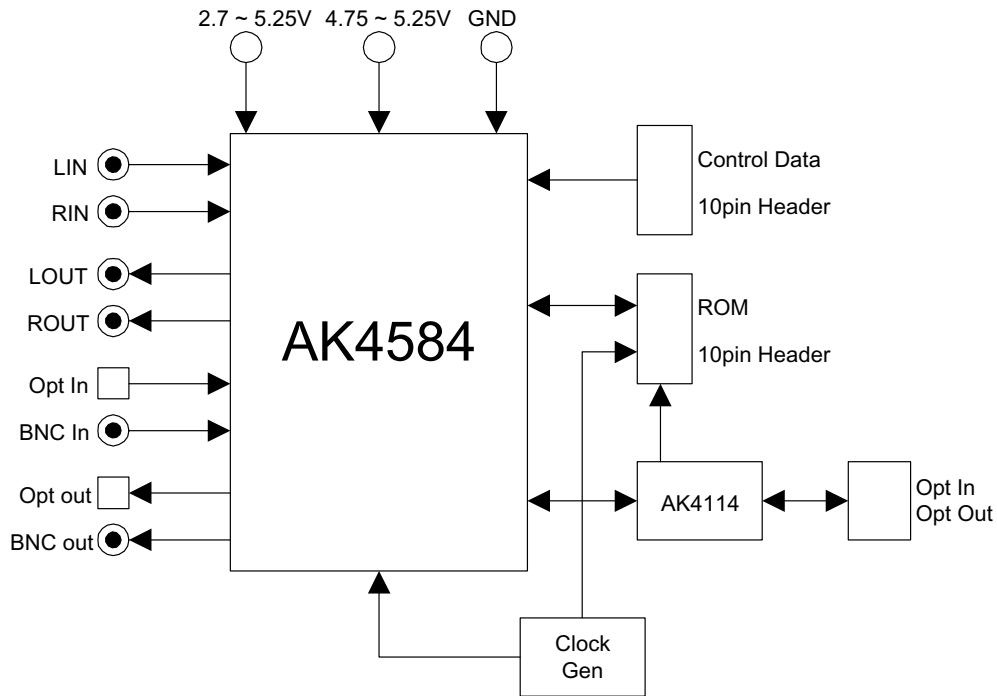 2.7 ~ 5.25V
4.75 ~ 5.25V
GND
LIN
RIN
LOUT
ROUT
Opt In
BNC In
Opt out
BNC out
AK4584
Control Data
10pin Header
ROM
10pin Header
AK4114
Opt In
Opt Out
Clock
Gen